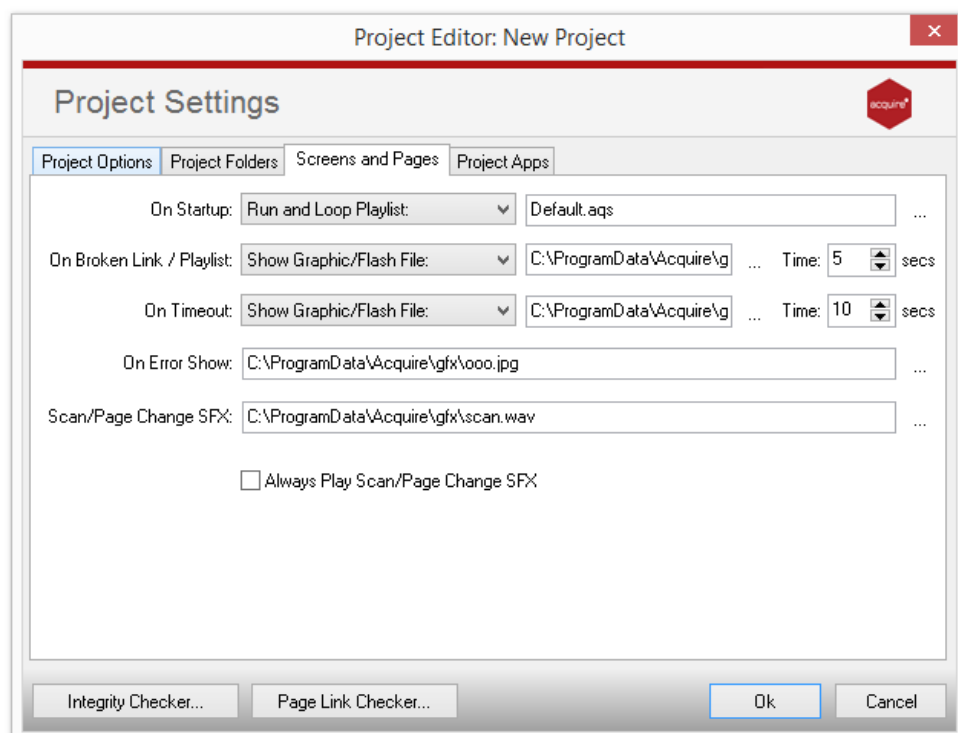 Project Editor: New Project
Project Settings
acquire
Project Options Project Folders Screens and Pages Project Apps
On Startup: Run and Loop Playlist: Default.aqs ...
On Broken Link / Playlist: Show Graphic/Flash File: C:\ProgramData\Acquire\g ... Time: 5 secs
On Timeout: Show Graphic/Flash File: C:\ProgramData\Acquire\g ... Time: 10 secs
On Error Show: C:\ProgramData\Acquire\gfx\ooo.jpg ...
Scan/Page Change SFX: C:\ProgramData\Acquire\gfx\scan.wav ...
Always Play Scan/Page Change SFX
Integrity Checker... Page Link Checker... Ok Cancel